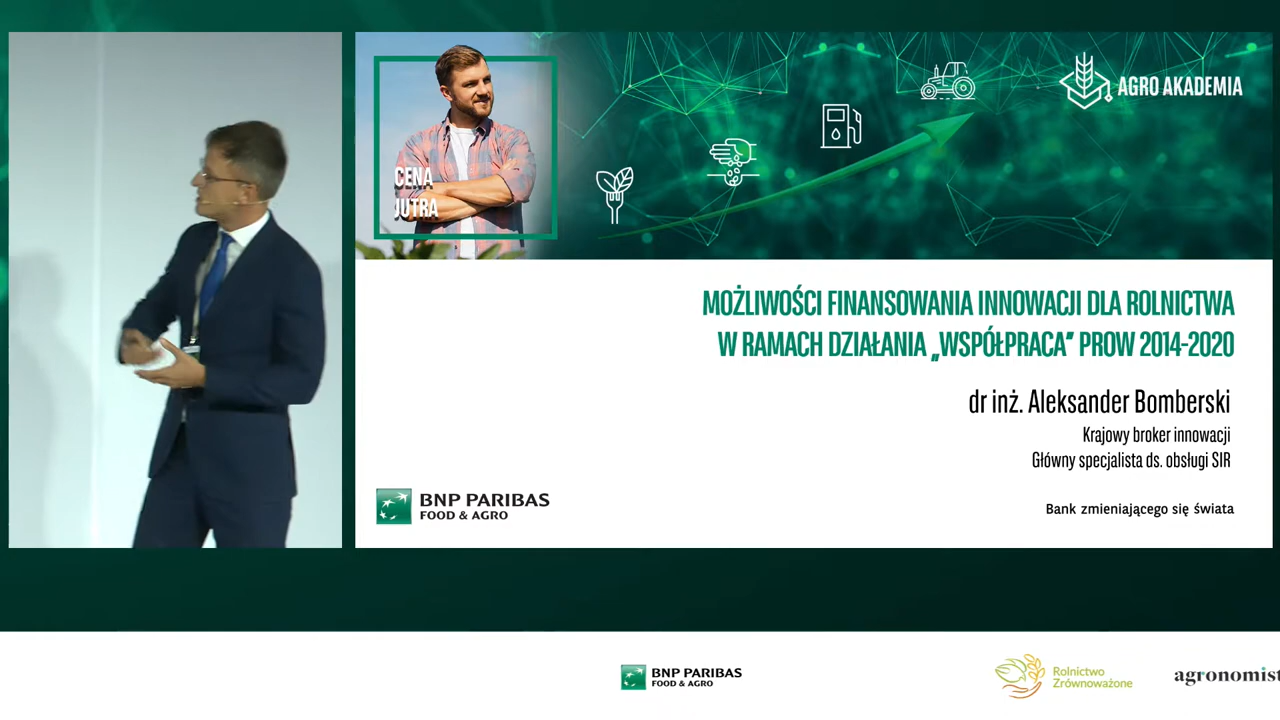 CENA
JUTRA
AGRO AKADEMIA
MOŻLIWOŚCI FINANSOWANIA INNOWACJI DLA ROLNICTWA
W RAMACH DZIAŁANIA „WSPÓŁPRACA” PROW 2014-2020
dr inż. Aleksander Bomberski
Krajowy broker innowacji
Główny specjalista ds. obsługi SIR
BNP PARIBAS
FOOD & AGRO
Bank zmieniającego się świata
BNP PARIBAS
FOOD & AGRO
Rolnictwo
Zrównoważone
agronomist